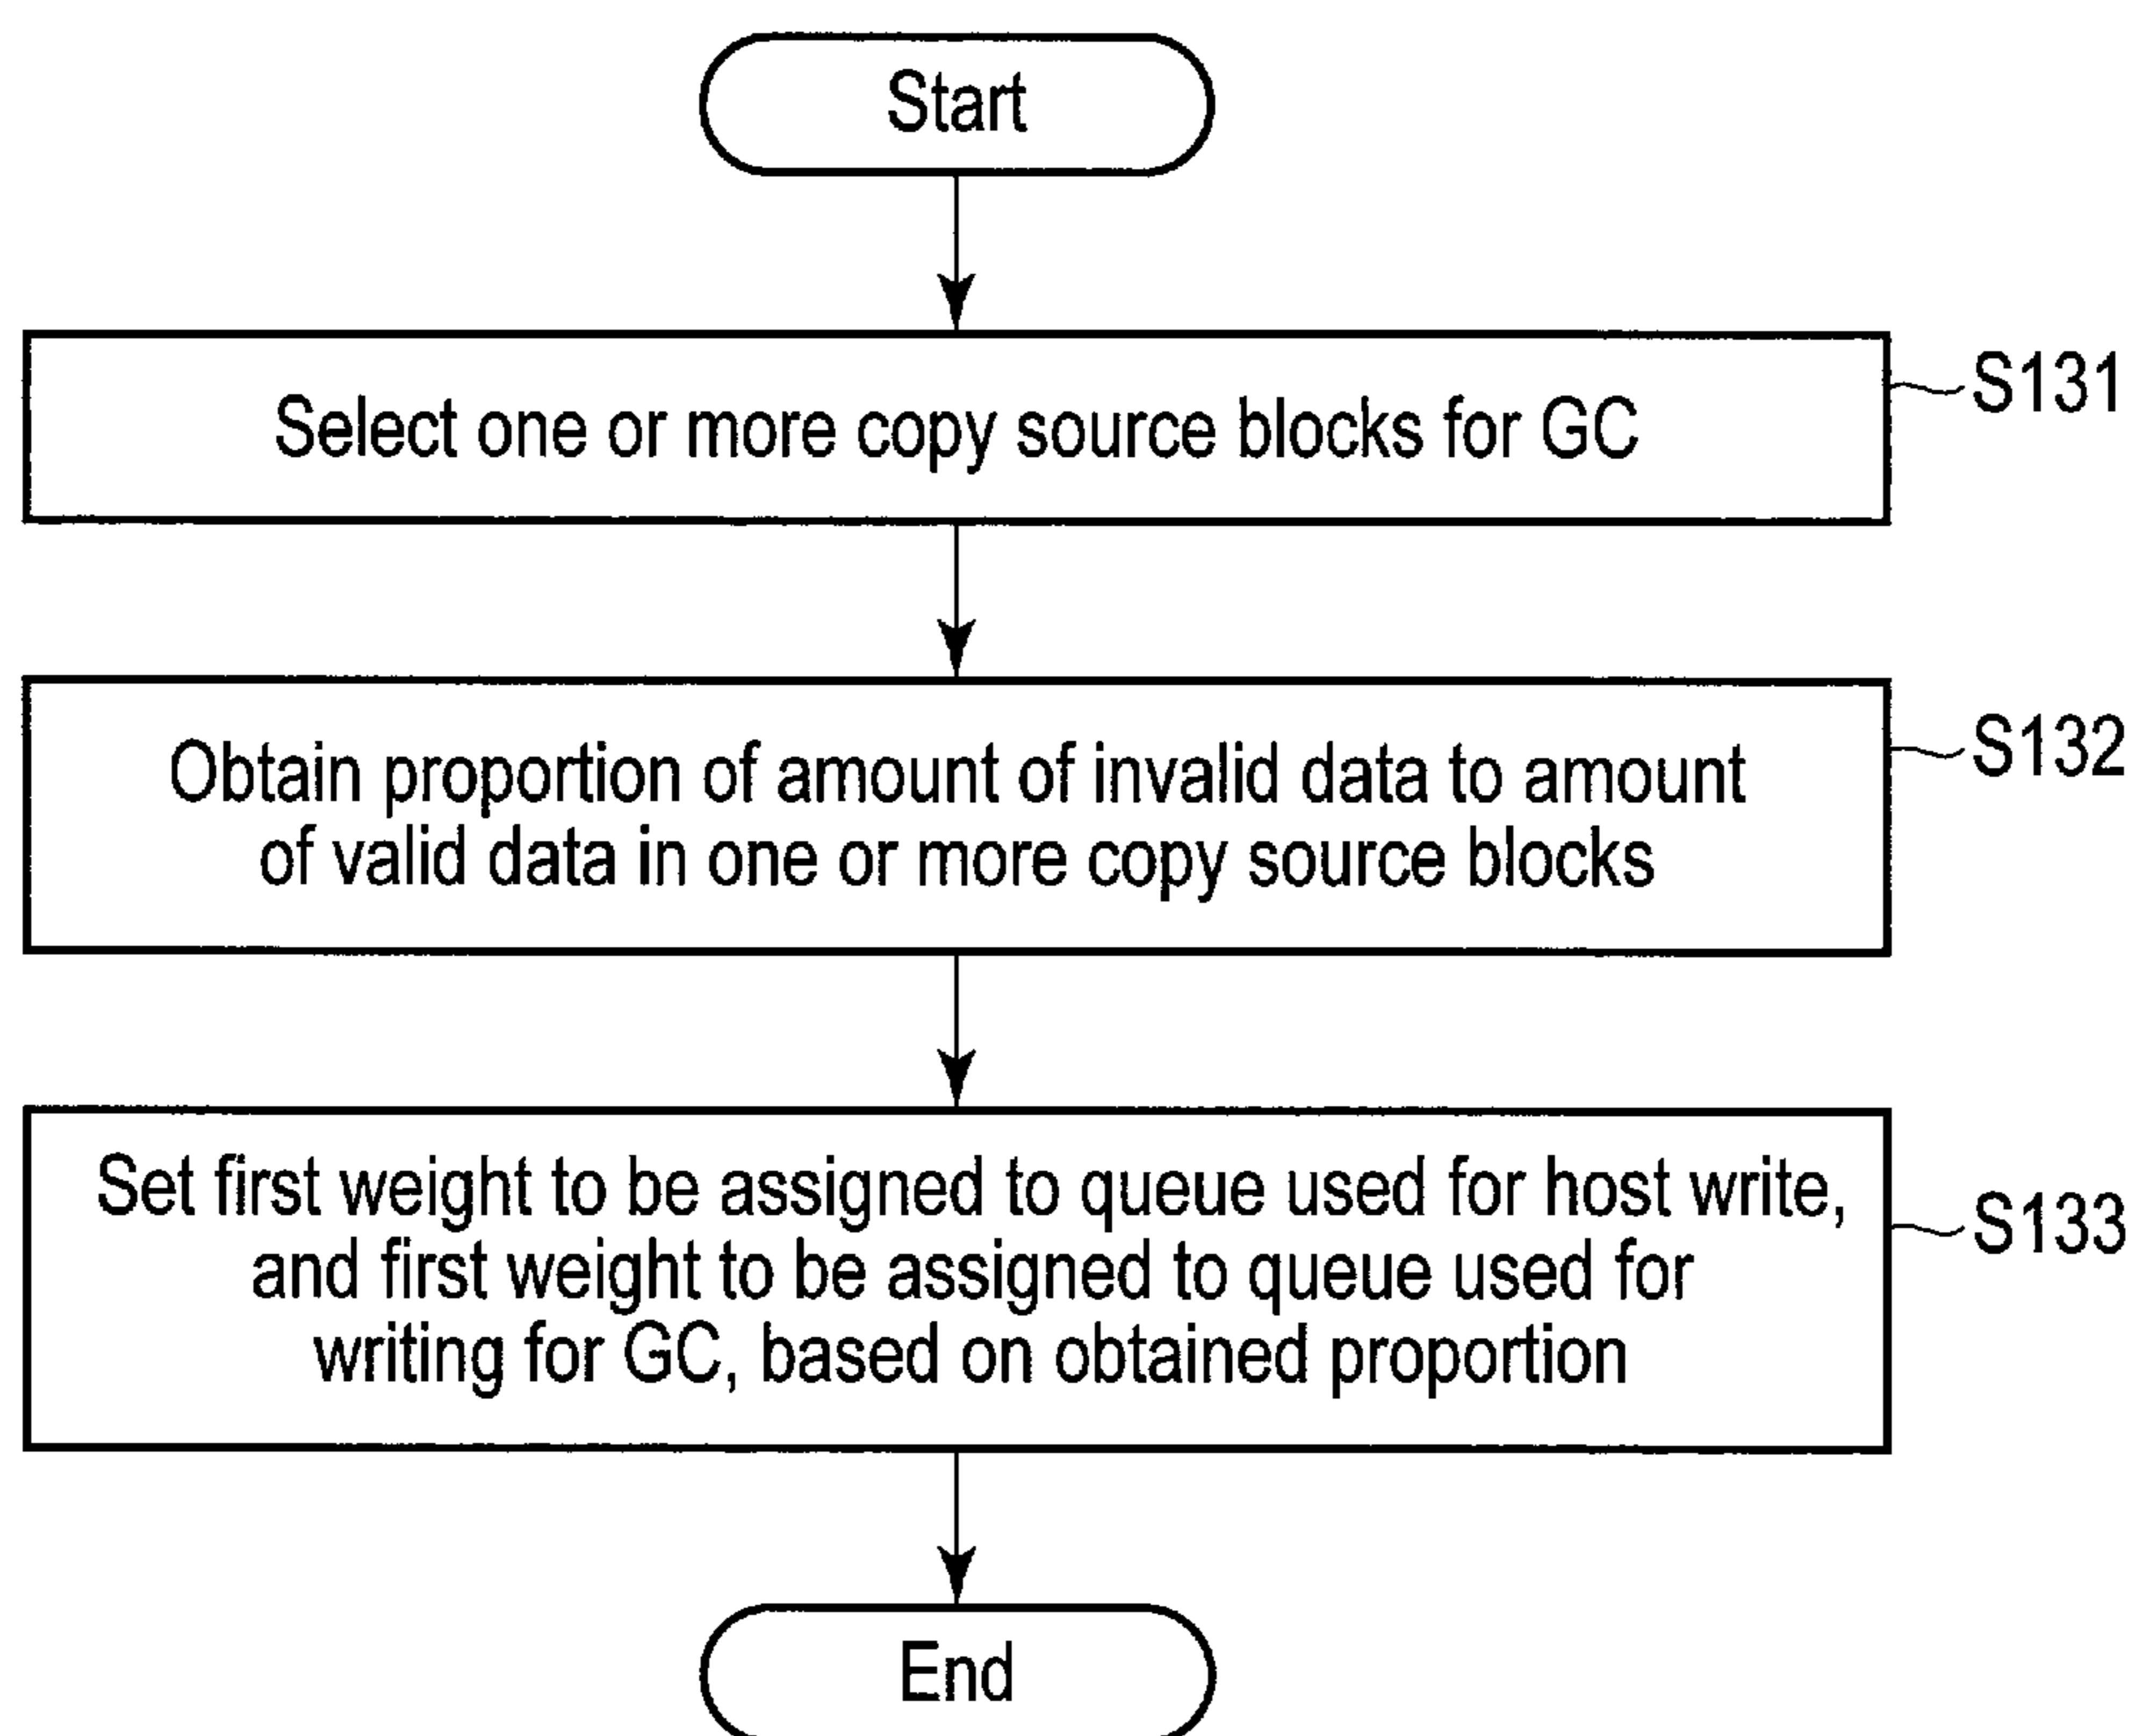 Start
Select one or more copy source blocks for GC
S131
Obtain proportion of amount of invalid data to amount
of valid data in one or more copy source blocks
S132
Set first weight to be assigned to queue used for host write,
and first weight to be assigned to queue used for
writing for GC, based on obtained proportion
S133
End